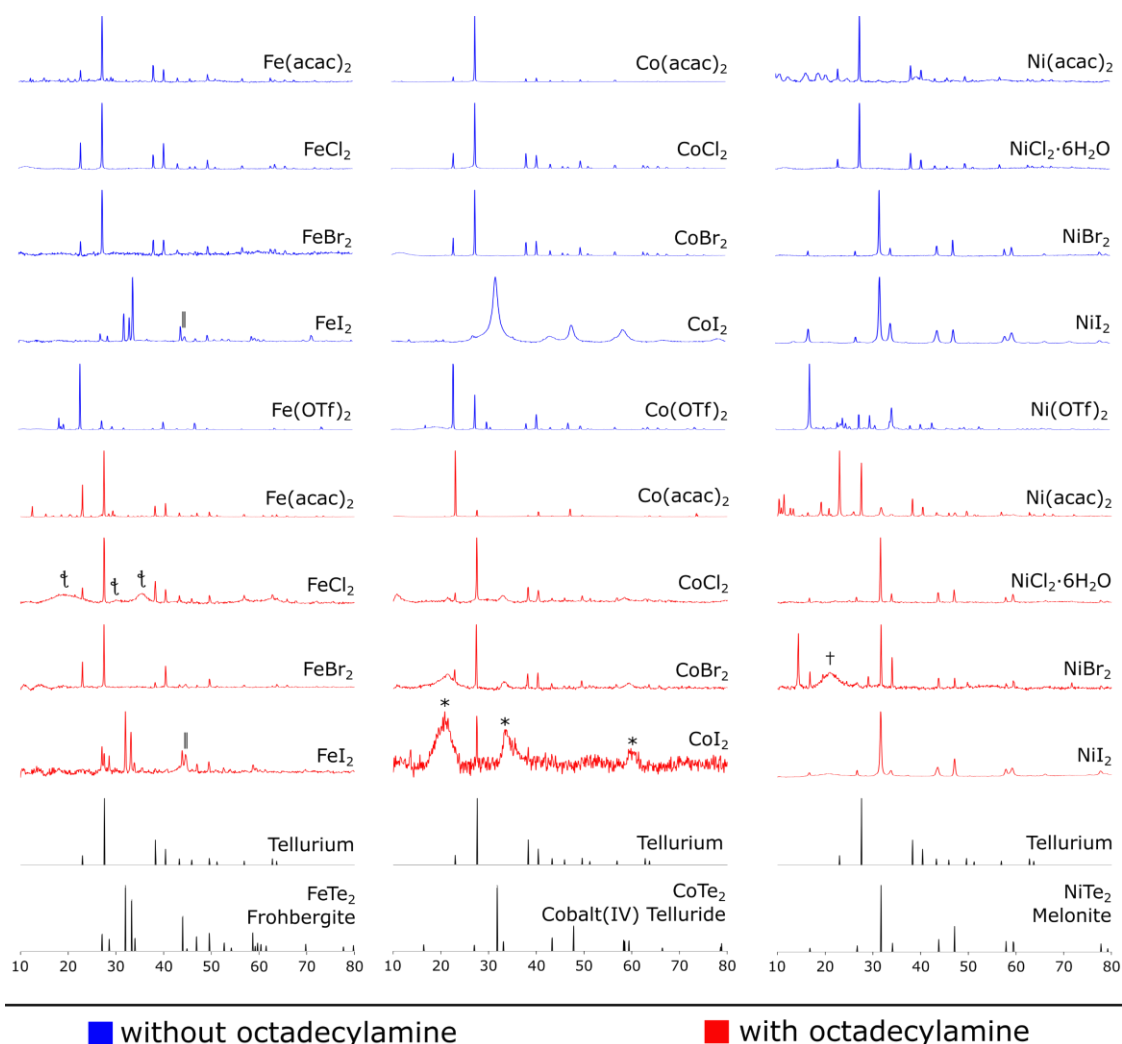 Fe(acac)₂ Co(acac)₂ Ni(acac)₂
FeCl₂ CoCl₂ NiCl₂·6H₂O
FeBr₂ CoBr₂ NiBr₂
‖
FeI₂ CoI₂ NiI₂
Fe(OTf)₂ Co(OTf)₂ Ni(OTf)₂
Fe(acac)₂ Co(acac)₂ Ni(acac)₂
FeCl₂ CoCl₂ NiCl₂·6H₂O
†
FeBr₂ CoBr₂ NiBr₂
* * *
‖
FeI₂ CoI₂ NiI₂
Tellurium Tellurium Tellurium
FeTe₂ CoTe₂ NiTe₂
Frohbergite Cobalt(IV) Telluride Melonite
10 20 30 40 50 60 70 80 10 20 30 40 50 60 70 80 10 20 30 40 50 60 70 80
without octadecylamine with octadecylamine